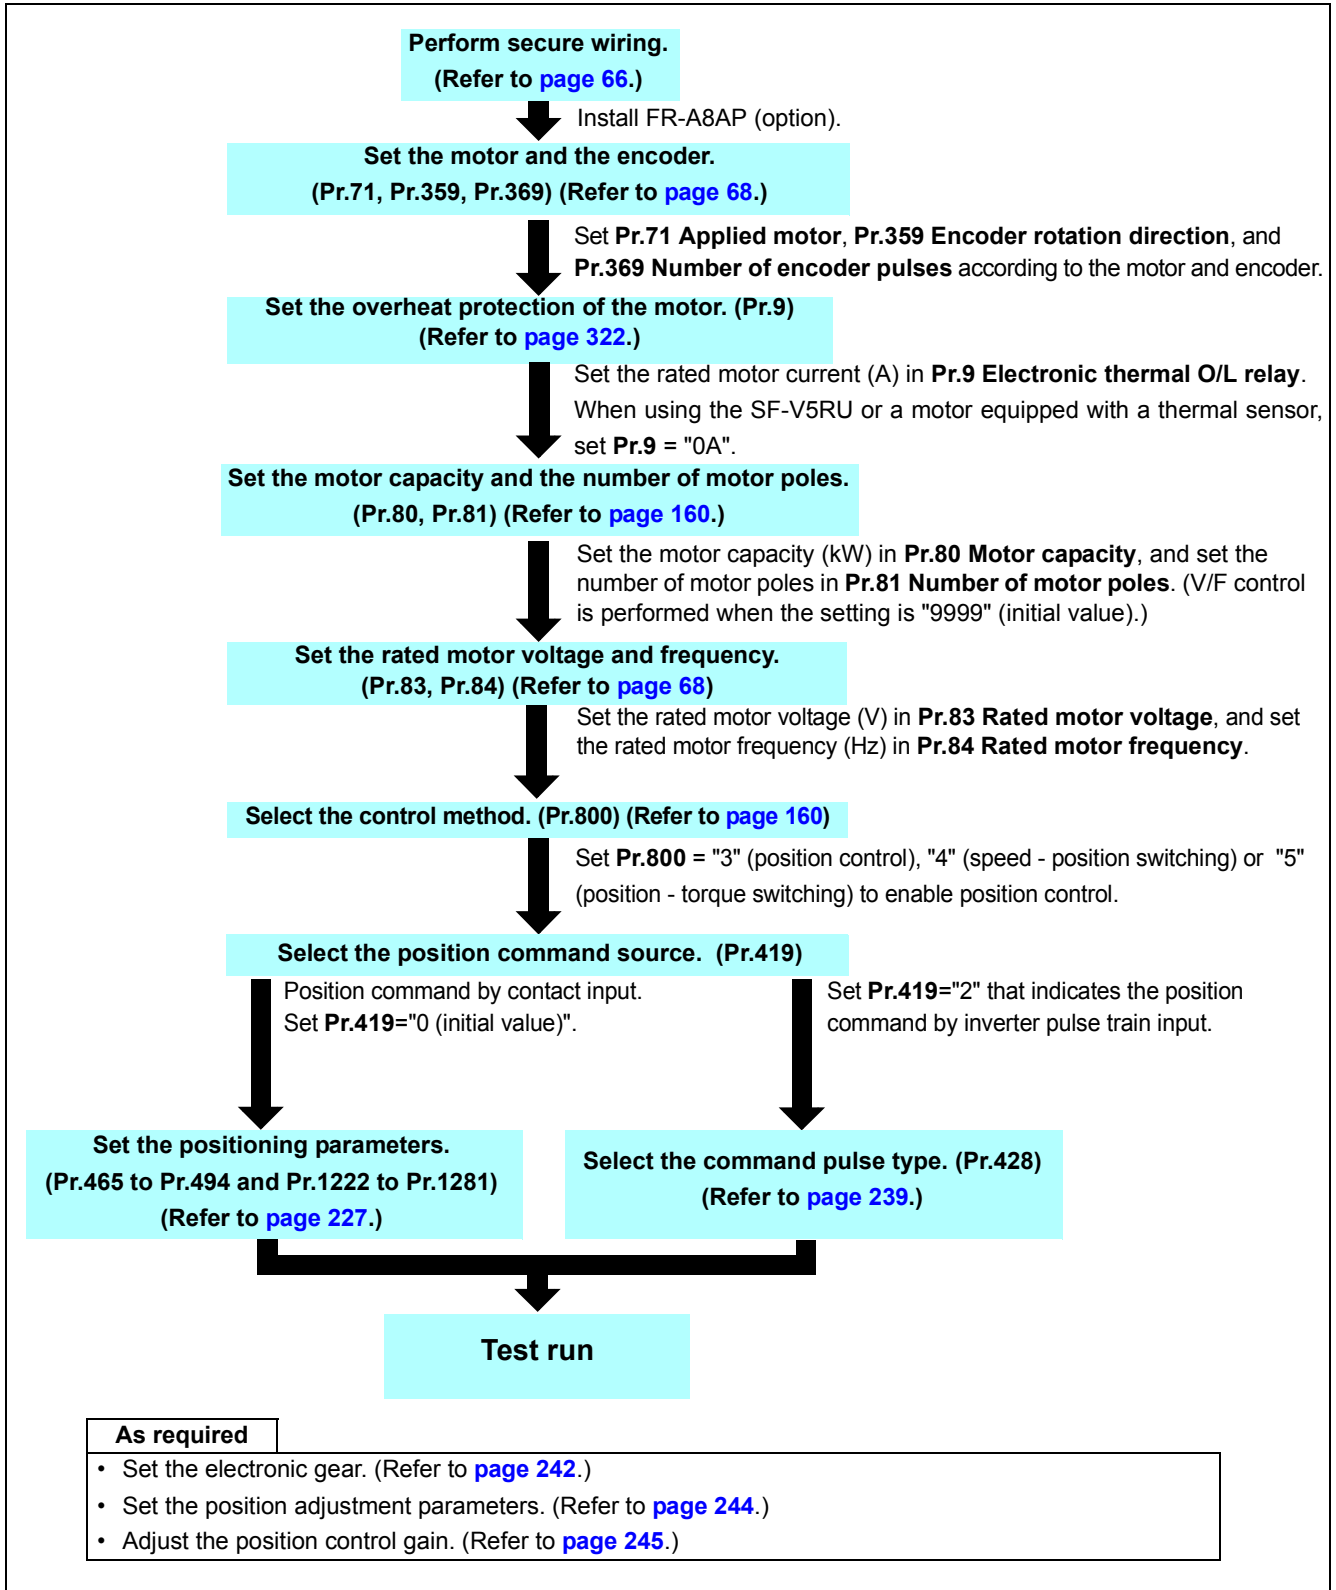 Perform secure wiring.
(Refer to page 66.)
Install FR-A8AP (option).
Set the motor and the encoder.
(Pr.71, Pr.359, Pr.369) (Refer to page 68.)
Set Pr.71 Applied motor, Pr.359 Encoder rotation direction, and
Pr.369 Number of encoder pulses according to the motor and encoder.
Set the overheat protection of the motor. (Pr.9)
(Refer to page 322.)
Set the rated motor current (A) in Pr.9 Electronic thermal O/L relay.
When using the SF-V5RU or a motor equipped with a thermal sensor,
set Pr.9 = "0A".
Set the motor capacity and the number of motor poles.
(Pr.80, Pr.81) (Refer to page 160.)
Set the motor capacity (kW) in Pr.80 Motor capacity, and set the
number of motor poles in Pr.81 Number of motor poles. (V/F control
is performed when the setting is "9999" (initial value).)
Set the rated motor voltage and frequency.
(Pr.83, Pr.84) (Refer to page 68)
Set the rated motor voltage (V) in Pr.83 Rated motor voltage, and set
the rated motor frequency (Hz) in Pr.84 Rated motor frequency.
Select the control method. (Pr.800) (Refer to page 160)
Set Pr.800 = "3" (position control), "4" (speed - position switching) or "5"
(position - torque switching) to enable position control.
Select the position command source. (Pr.419)
Position command by contact input.
Set Pr.419="0 (initial value)".
Set Pr.419="2" that indicates the position
command by inverter pulse train input.
Set the positioning parameters.
(Pr.465 to Pr.494 and Pr.1222 to Pr.1281)
(Refer to page 227.)
Select the command pulse type. (Pr.428)
(Refer to page 239.)
Test run
As required
• Set the electronic gear. (Refer to page 242.)
• Set the position adjustment parameters. (Refer to page 244.)
• Adjust the position control gain. (Refer to page 245.)